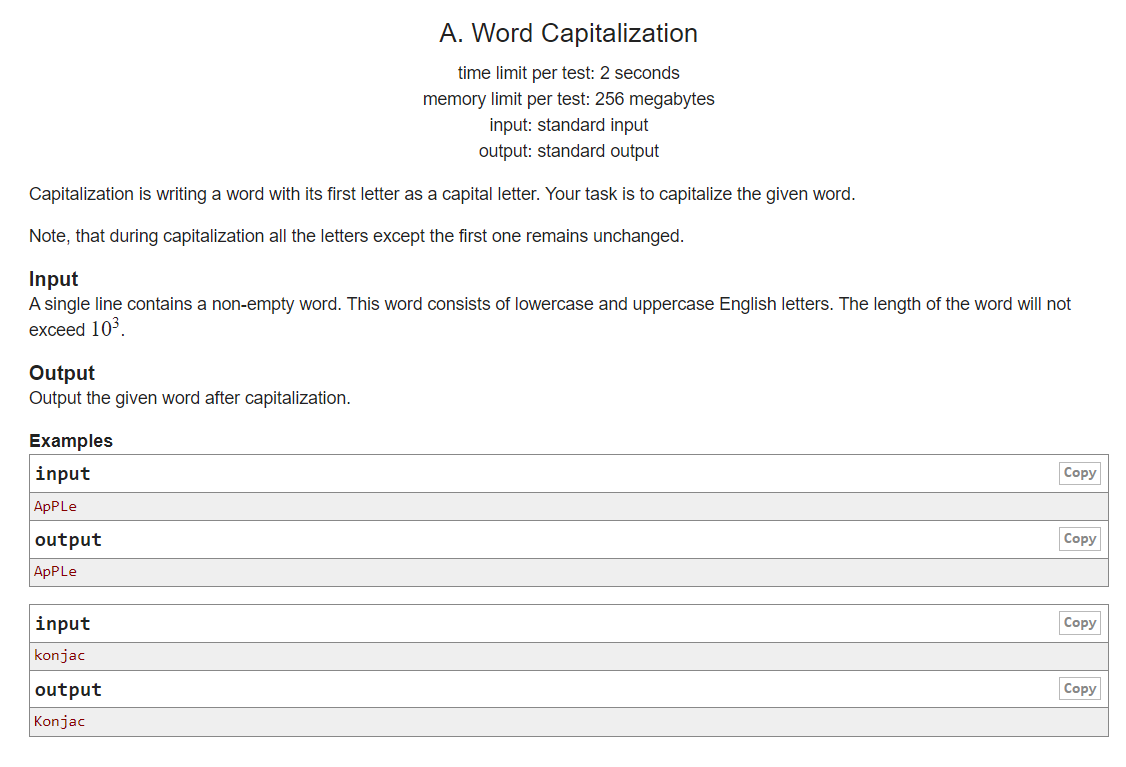 A. Word Capitalization
time limit per test: 2 seconds
memory limit per test: 256 megabytes
input: standard input
output: standard output
Capitalization is writing a word with its first letter as a capital letter. Your task is to capitalize the given word.
Note, that during capitalization all the letters except the first one remains unchanged.
Input
A single line contains a non-empty word. This word consists of lowercase and uppercase English letters. The length of the word will not
exceed 10³.
Output
Output the given word after capitalization.
Examples
input Copy
ApPLe
output Copy
ApPLe
input Copy
konjac
output Copy
Konjac